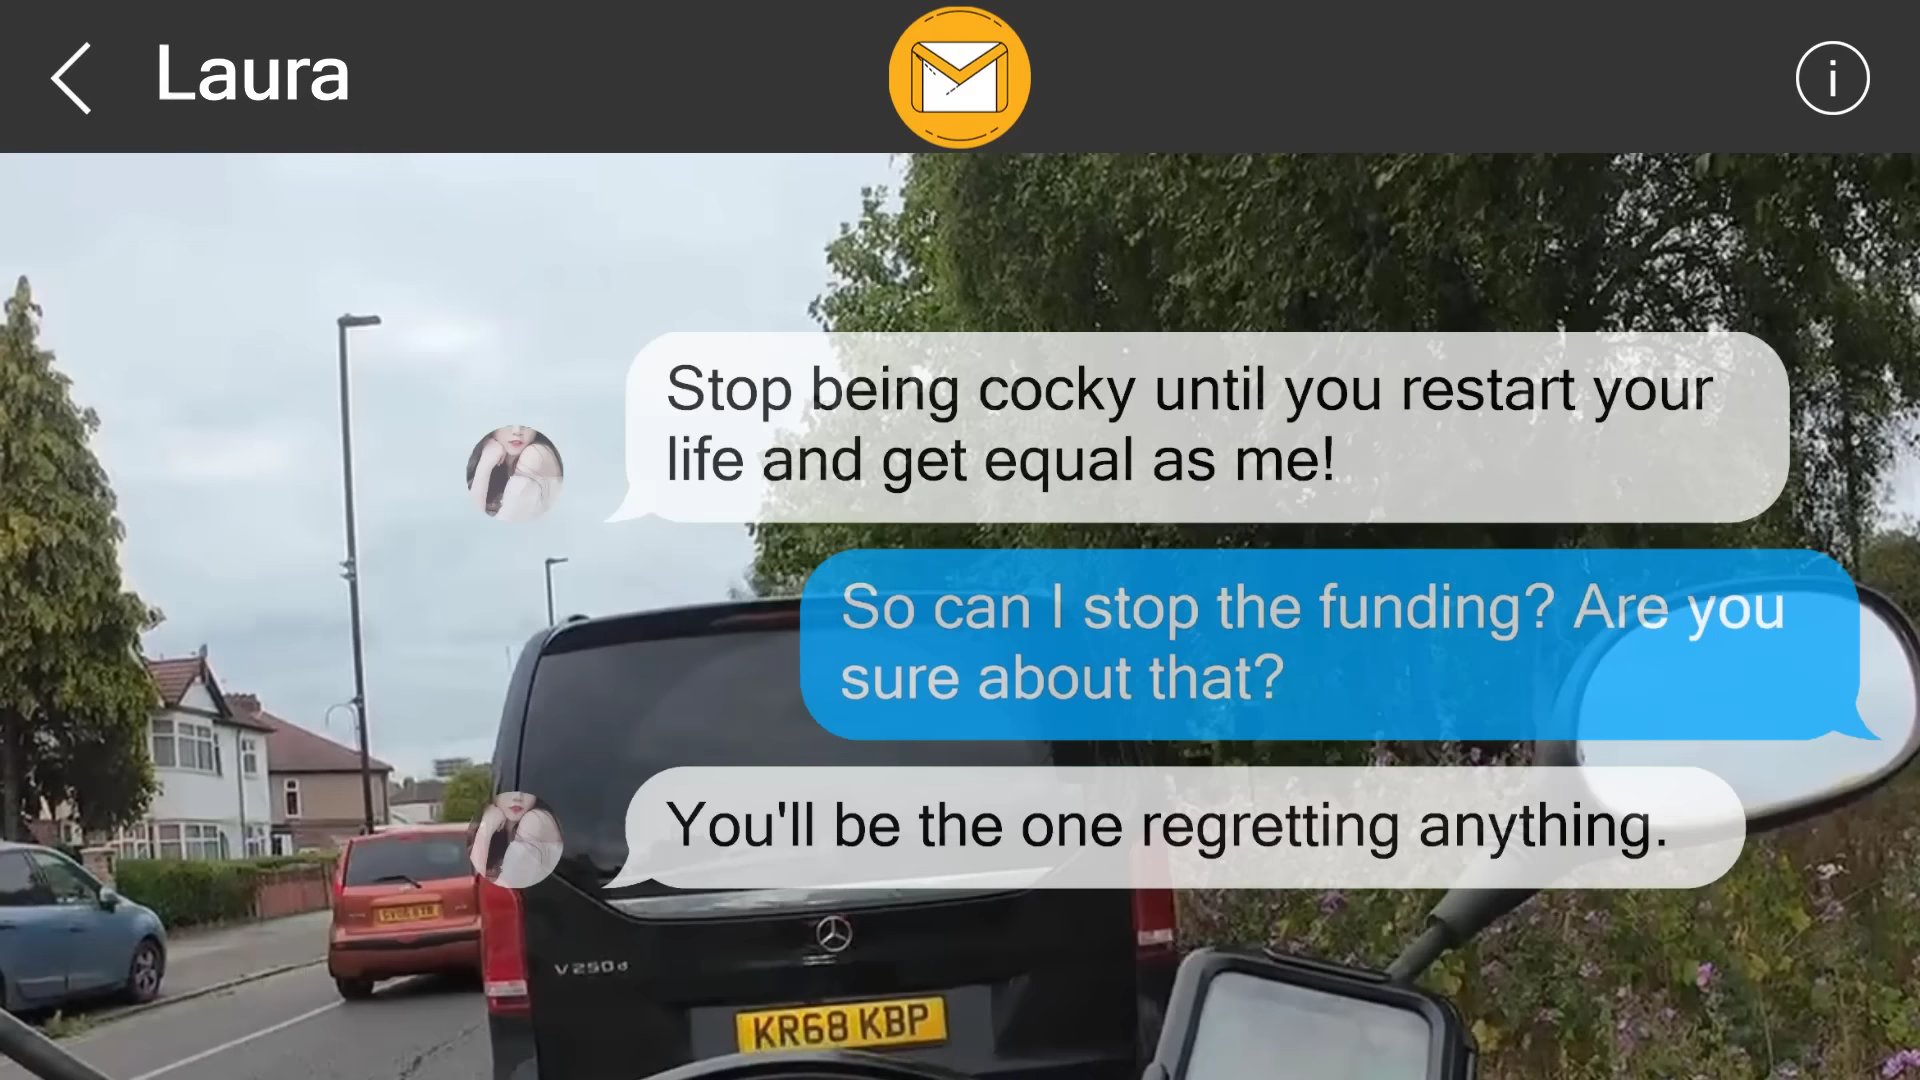 Laura
i
Stop being cocky until you restart your
life and get equal as me!
So can I stop the funding? Are you
sure about that?
You'll be the one regretting anything.
V250d
KR68 KBP